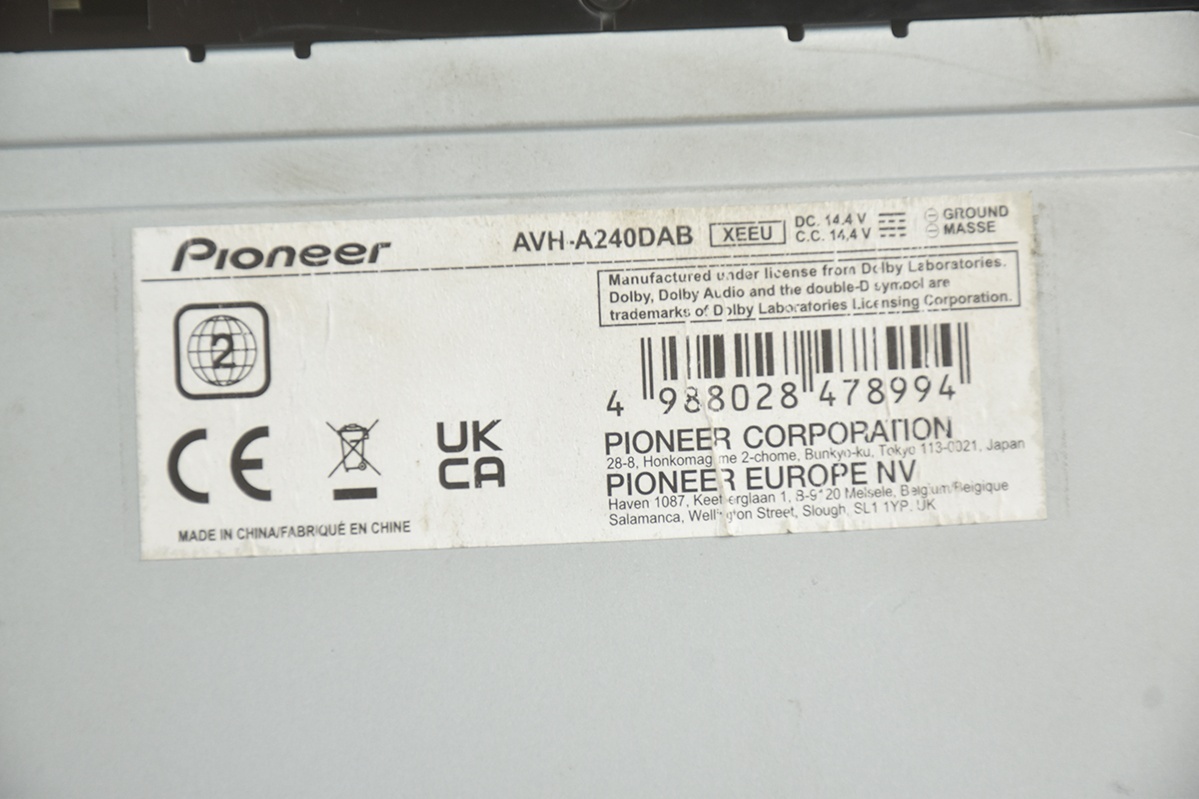 Pioneer
AVH-A240DAB XEEU DC. 14.4 V GROUND
C.C. 14,4 V MASSE
Manufactured under license from Dolby Laboratories.
Dolby, Dolby Audio and the double-D symbol are
trademarks of Dolby Laboratories Licensing Corporation.
2
4 988028 478994
CE
UK
CA
PIONEER CORPORATION
28-8, Honkomagome 2-chome, Bunkyo-ku, Tokyo 113-0021, Japan
PIONEER EUROPE NV
Haven 1087, Keetberglaan 1, B-9120 Melsele, Belgium/Belgique
Salamanca, Wellington Street, Slough, SL1 1YP, UK
MADE IN CHINA/FABRIQUÉ EN CHINE